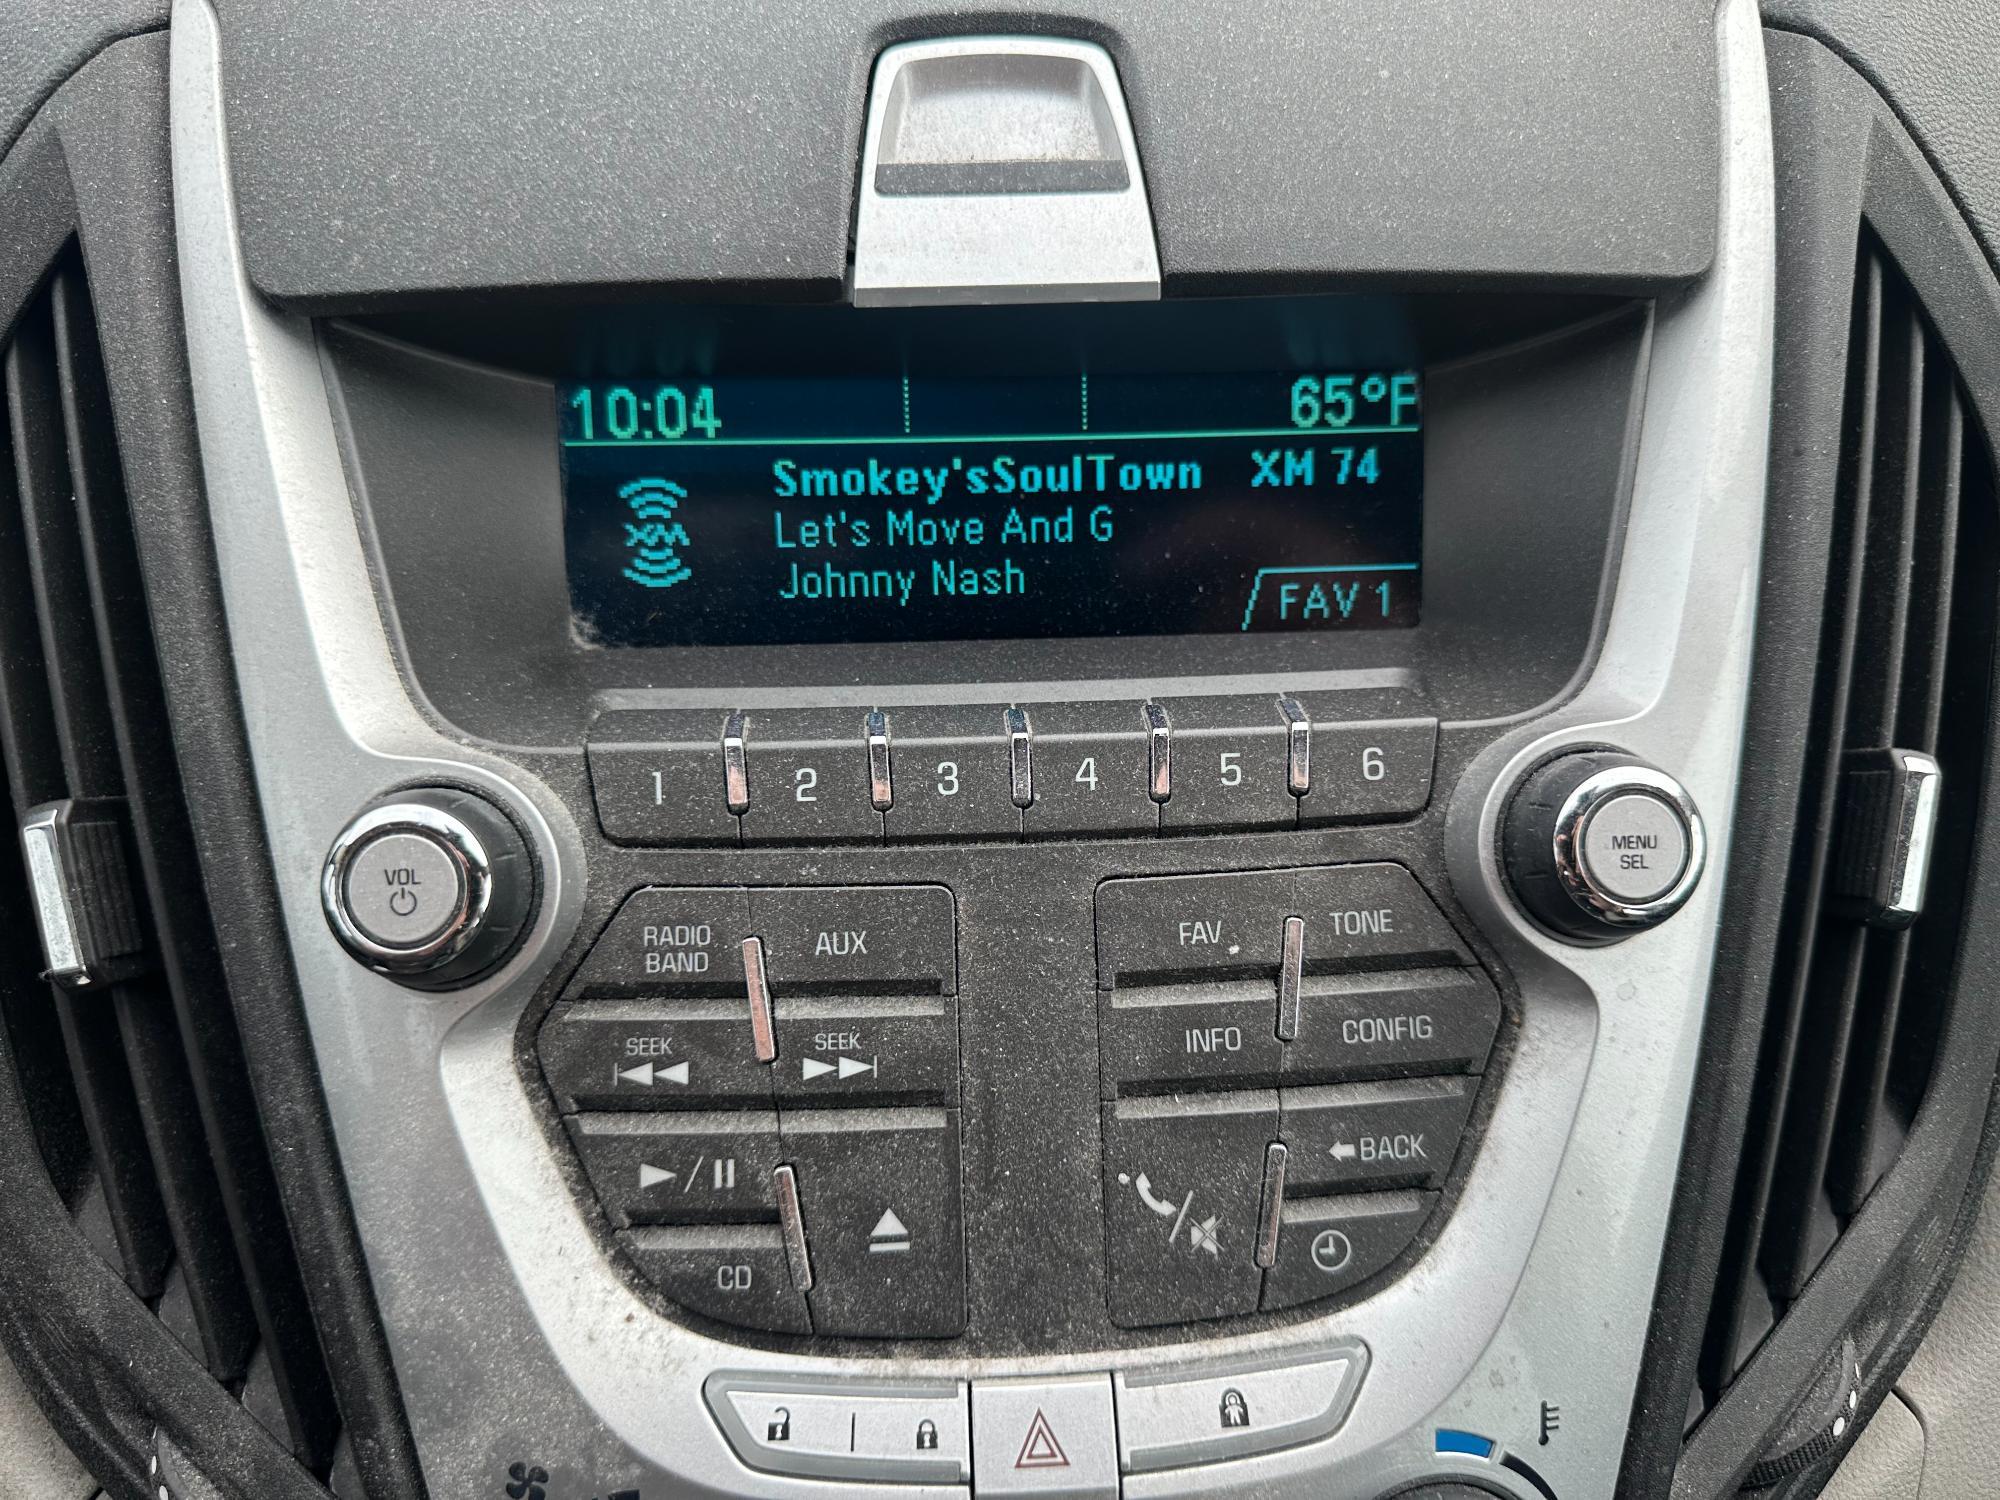 10:04 65°F
Smokey'sSoulTown XM 74
Let's Move And G
XM
Johnny Nash
FAV 1
1 2 3 4 5 6
VOL
MENU
SEL
RADIO
BAND
AUX
FAV
TONE
SEEK
SEEK
INFO
CONFIG
BACK
CD